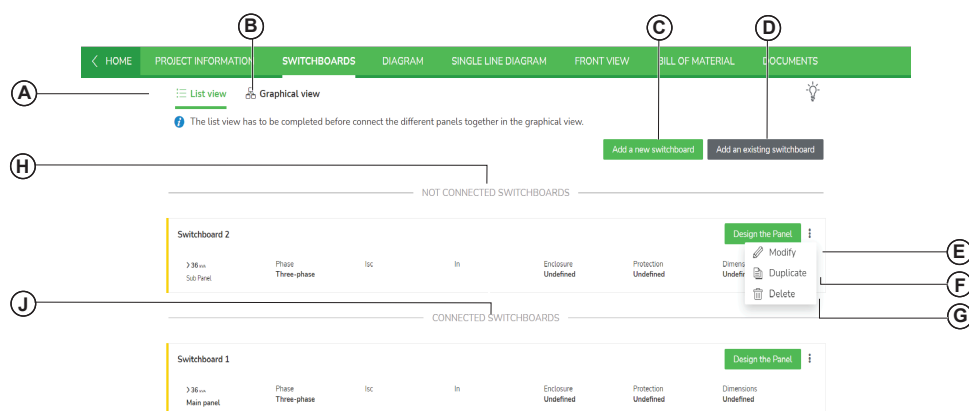 B
C
D
HOME PROJECT INFORMATION SWITCHBOARDS DIAGRAM SINGLE LINE DIAGRAM FRONT VIEW BILL OF MATERIAL DOCUMENTS
A
List view Graphical view
i The list view has to be completed before connect the different panels together in the graphical view.
Add a new switchboard Add an existing switchboard
H
NOT CONNECTED SWITCHBOARDS
Switchboard 2 Design the Panel
E
Modify
36 Phase Isc In Enclosure Protection
Sub Panel Three-phase Undefined Undefined
Duplicate
F
Delete
G
J
CONNECTED SWITCHBOARDS
Switchboard 1 Design the Panel
36 Phase Isc In Enclosure Protection Dimensions
Main panel Three-phase Undefined Undefined Undefined